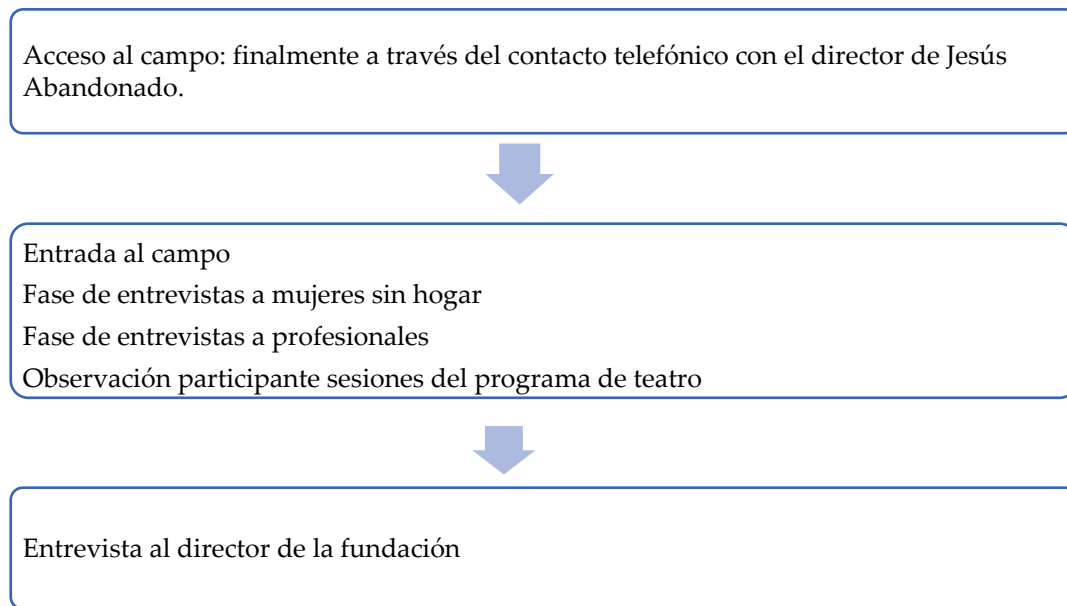 Acceso al campo: finalmente a través del contacto telefónico con el director de Jesús
Abandonado.
Entrada al campo
Fase de entrevistas a mujeres sin hogar
Fase de entrevistas a profesionales
Observación participante sesiones del programa de teatro
Entrevista al director de la fundación